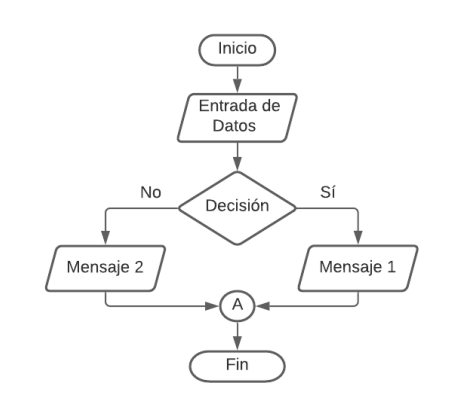 Inicio
Entrada de
Datos
No
Sí
Decisión
Mensaje 2
Mensaje 1
A
Fin